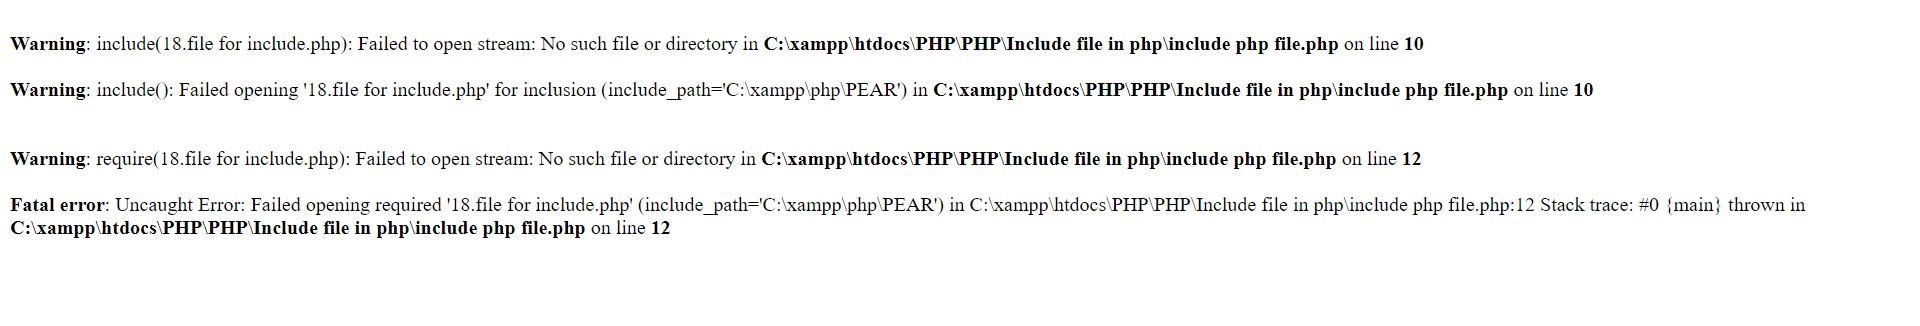 Warning: include(18.file for include.php): Failed to open stream: No such file or directory in C:\xampp\htdocs\PHP\PHP\Include file in php\include php file.php on line 10
Warning: include(): Failed opening '18.file for include.php' for inclusion (include_path='C:\xampp\php\PEAR') in C:\xampp\htdocs\PHP\PHP\Include file in php\include php file.php on line 10
Warning: require(18.file for include.php): Failed to open stream: No such file or directory in C:\xampp\htdocs\PHP\PHP\Include file in php\include php file.php on line 12
Fatal error: Uncaught Error: Failed opening required '18.file for include.php' (include_path='C:\xampp\php\PEAR') in C:\xampp\htdocs\PHP\PHP\Include file in php\include php file.php:12 Stack trace: #0 {main} thrown in
C:\xampp\htdocs\PHP\PHP\Include file in php\include php file.php on line 12